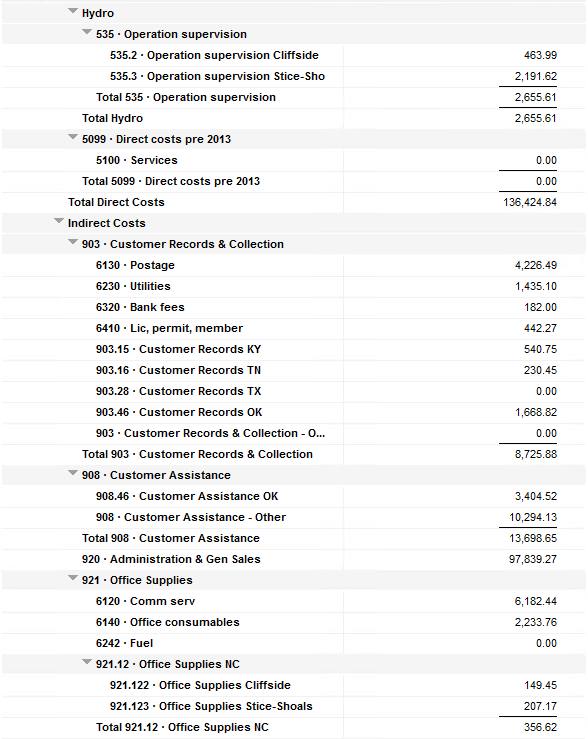 Hydro
535 · Operation supervision
535.2 · Operation supervision Cliffside 463.99
535.3 · Operation supervision Stice-Sho 2,191.62
Total 535 · Operation supervision 2,655.61
Total Hydro 2,655.61
5099 · Direct costs pre 2013
5100 · Services 0.00
Total 5099 · Direct costs pre 2013 0.00
Total Direct Costs 136,424.84
Indirect Costs
903 · Customer Records & Collection
6130 · Postage 4,226.49
6230 · Utilities 1,435.10
6320 · Bank fees 182.00
6410 · Lic, permit, member 442.27
903.15 · Customer Records KY 540.75
903.16 · Customer Records TN 230.45
903.28 · Customer Records TX 0.00
903.46 · Customer Records OK 1,668.82
903 · Customer Records & Collection - O... 0.00
Total 903 · Customer Records & Collection 8,725.88
908 · Customer Assistance
908.46 · Customer Assistance OK 3,404.52
908 · Customer Assistance - Other 10,294.13
Total 908 · Customer Assistance 13,698.65
920 · Administration & Gen Sales 97,839.27
921 · Office Supplies
6120 · Comm serv 6,182.44
6140 · Office consumables 2,233.76
6242 · Fuel 0.00
921.12 · Office Supplies NC
921.122 · Office Supplies Cliffside 149.45
921.123 · Office Supplies Stice-Shoals 207.17
Total 921.12 · Office Supplies NC 356.62